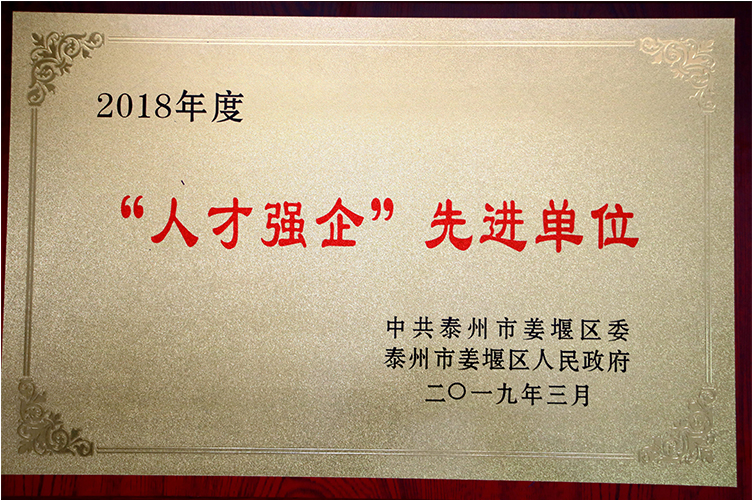 2018年度
“人才强企”先进单位
中共泰州市姜堰区委
泰州市姜堰区人民政府
二〇一九年三月